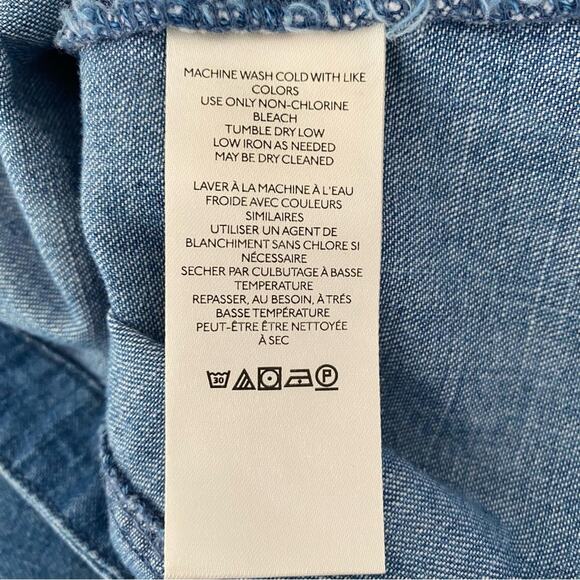 MACHINE WASH COLD WITH LIKE
COLORS
USE ONLY NON-CHLORINE
BLEACH
TUMBLE DRY LOW
LOW IRON AS NEEDED
MAY BE DRY CLEANED
LAVER À LA MACHINE À L'EAU
FROIDE AVEC COULEURS
SIMILAIRES
UTILISER UN AGENT DE
BLANCHIMENT SANS CHLORE SI
NÉCESSAIRE
SECHER PAR CULBUTAGE À BASSE
TEMPERATURE
REPASSER, AU BESOIN, À TRÉS
BASSE TEMPÉRATURE
PEUT-ÊTRE ÊTRE NETTOYÉE
À SEC
30 P